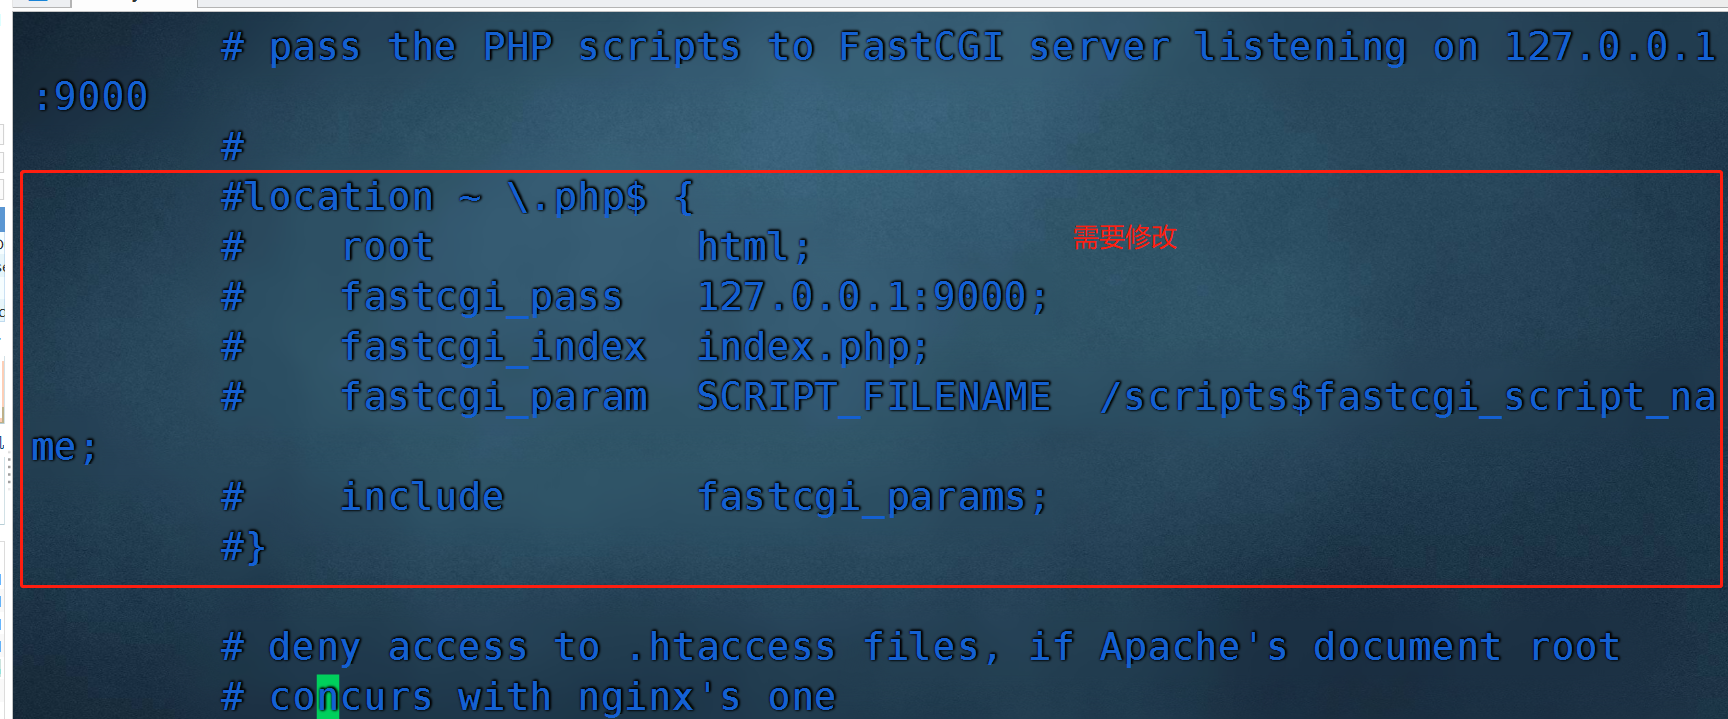 # pass the PHP scripts to FastCGI server listening on 127.0.0.1
:9000
#
#location ~ \.php$ {
#    root           html;
需要修改
#    fastcgi_pass   127.0.0.1:9000;
#    fastcgi_index  index.php;
#    fastcgi_param  SCRIPT_FILENAME  /scripts$fastcgi_script_na
me;
#    include        fastcgi_params;
#}
# deny access to .htaccess files, if Apache's document root
# concurs with nginx's one